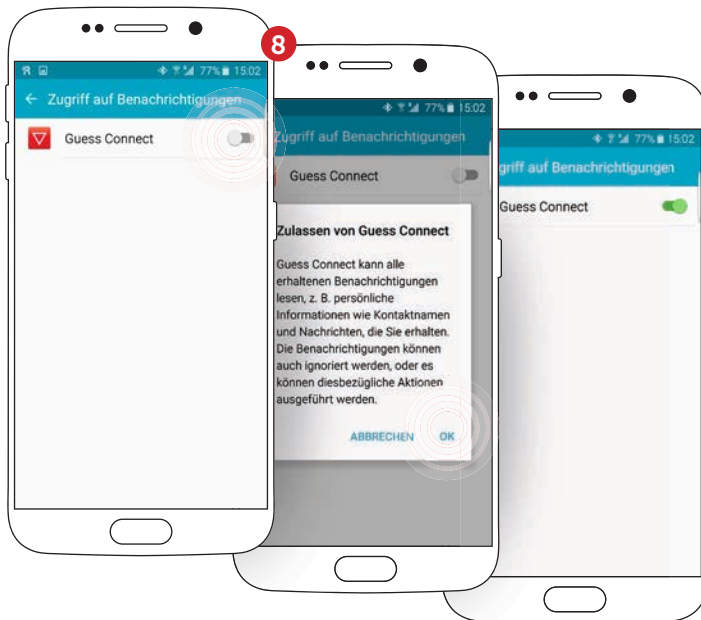 8
77% 15:02
Zugriff auf Benachrichtigungen
Guess Connect
77% 15:02
Zugriff auf Benachrichtigungen
Guess Connect
Zulassen von Guess Connect
Guess Connect kann alle
erhaltenen Benachrichtigungen
lesen, z. B. persönliche
Informationen wie Kontaktnamen
und Nachrichten, die Sie erhalten.
Die Benachrichtigungen können
auch ignoriert werden, oder es
können diesbezügliche Aktionen
ausgeführt werden.
ABBRECHEN OK
77% 15:02
griff auf Benachrichtigungen
Guess Connect